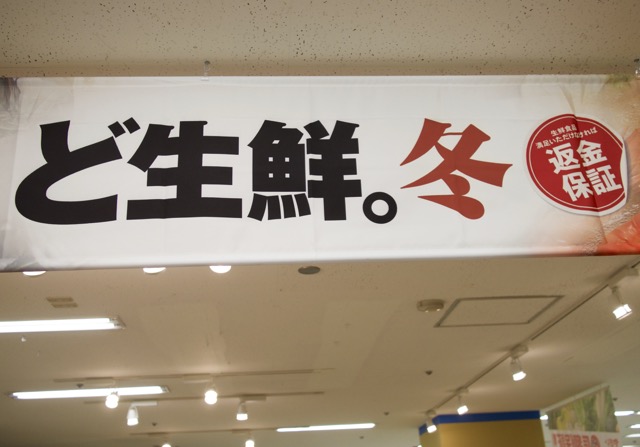 ど生鮮。冬
生鮮食品
満足いただけなければ
返金
保証